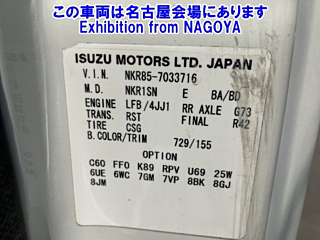 この車両は名古屋会場にあります
Exhibition from NAGOYA
ISUZU MOTORS LTD. JAPAN
V.I.N. NKR85-7033716
M.D. NKR1SN E BA/BD
ENGINE LFB/4JJ1 RR AXLE G73
TRANS. RST FINAL R42
TIRE CSG
B.COLOR/TRIM 729/155
OPTION
C60 FF0 K89 RPV U69 25W
6UE 6WC 7GM 7VP 8BK 8GJ
8JM